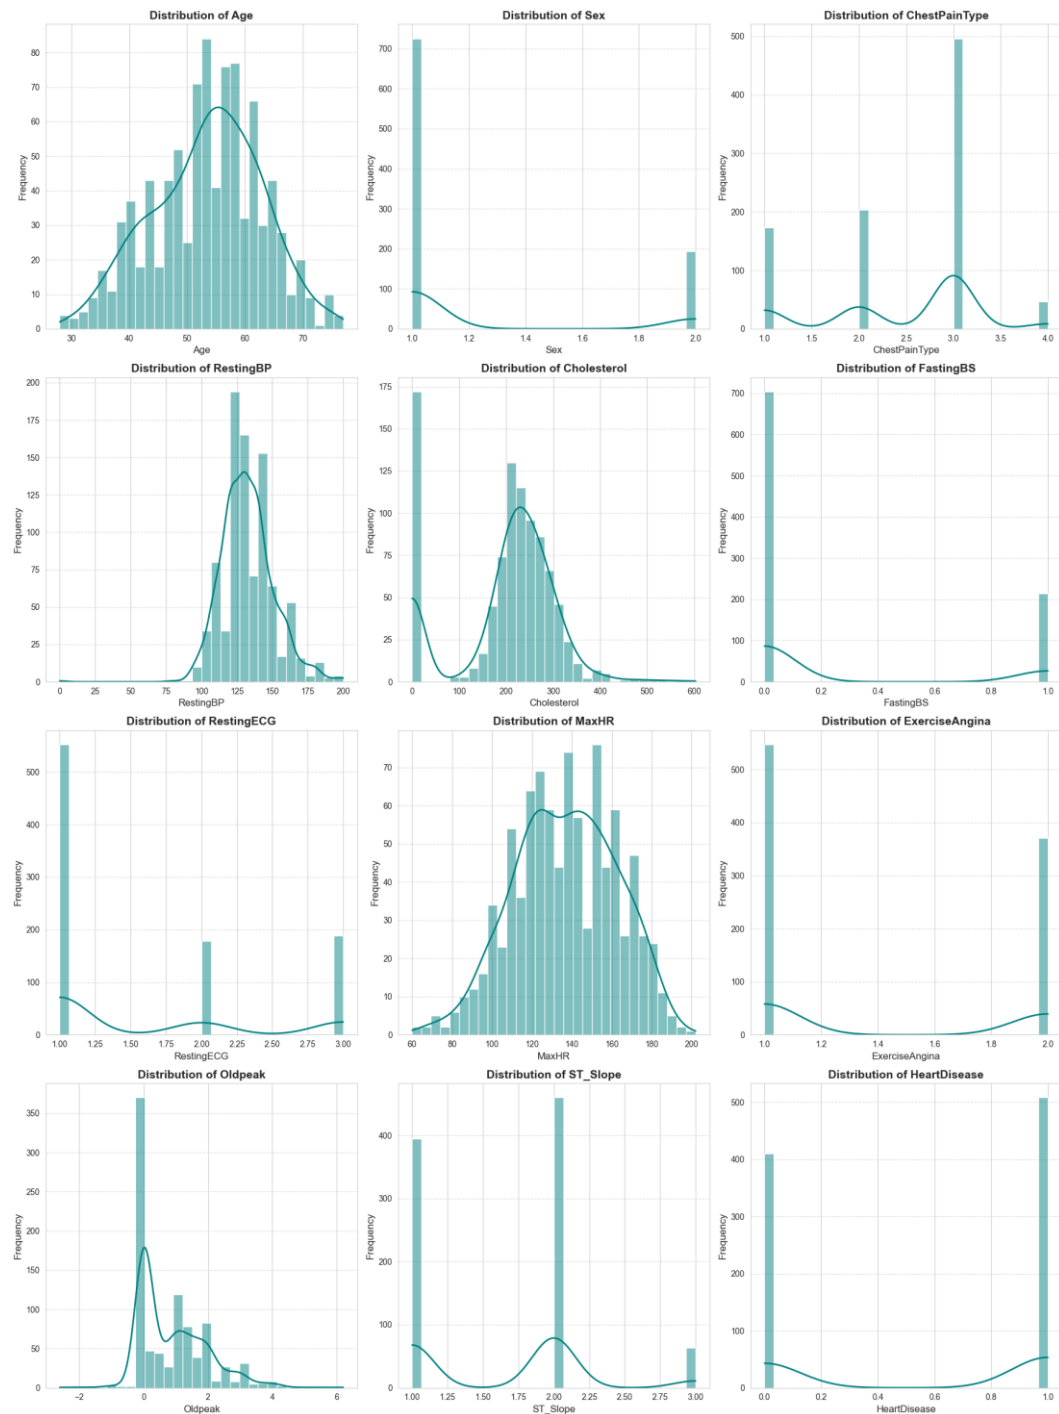 Distribution of Age
Frequency
80
70
60
50
40
30
20
10
0
30 40 50 60 70
Age
Distribution of Sex
Frequency
700
600
500
400
300
200
100
0
1.0 1.2 1.4 1.6 1.8 2.0
Sex
Distribution of ChestPainType
Frequency
500
400
300
200
100
0
1.0 1.5 2.0 2.5 3.0 3.5 4.0
ChestPainType
Distribution of RestingBP
Frequency
200
175
150
125
100
75
50
25
0
0 25 50 75 100 125 150 175 200
RestingBP
Distribution of Cholesterol
Frequency
175
150
125
100
75
50
25
0
0 100 200 300 400 500 600
Cholesterol
Distribution of FastingBS
Frequency
700
600
500
400
300
200
100
0
0.0 0.2 0.4 0.6 0.8 1.0
FastingBS
Distribution of RestingECG
Frequency
500
400
300
200
100
0
1.00 1.25 1.50 1.75 2.00 2.25 2.50 2.75 3.00
RestingECG
Distribution of MaxHR
Frequency
70
60
50
40
30
20
10
0
60 80 100 120 140 160 180 200
MaxHR
Distribution of ExerciseAngina
Frequency
500
400
300
200
100
0
1.0 1.2 1.4 1.6 1.8 2.0
ExerciseAngina
Distribution of Oldpeak
Frequency
350
300
250
200
150
100
50
0
−2 0 2 4 6
Oldpeak
Distribution of ST_Slope
Frequency
400
300
200
100
0
1.00 1.25 1.50 1.75 2.00 2.25 2.50 2.75 3.00
ST_Slope
Distribution of HeartDisease
Frequency
500
400
300
200
100
0
0.0 0.2 0.4 0.6 0.8 1.0
HeartDisease